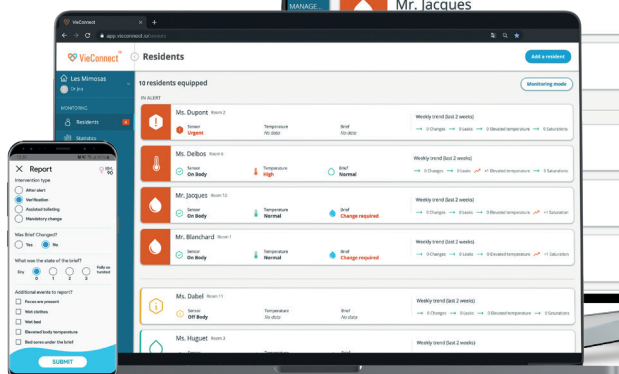 MANAGE...
Mr. Jacques
VieConnect
app.vieconnect.io/
VieConnect™
Residents
Add a resident
Les Mimosas
10 residents equipped
Monitoring mode
IN ALERT
MONITORING
Residents
Statistics
Ms. Dupont Room 2
Sensor
Urgent
Temperature
No data
Brief
No data
Weekly trend (last 2 weeks)
→ 0 Changes → 0 Leaks → 0 Elevated temperature → 0 Saturations
Ms. Delbos Room 6
Sensor
On Body
Temperature
High
Brief
Normal
Weekly trend (last 2 weeks)
→ 0 Changes → 0 Leaks +1 Elevated temperature → 0 Saturations
Mr. Jacques Room 12
Sensor
On Body
Temperature
Normal
Brief
Change required
Weekly trend (last 2 weeks)
→ 0 Changes → 0 Leaks → 0 Elevated temperature +1 Saturation
Mr. Blanchard Room 1
Sensor
On Body
Temperature
Normal
Brief
Change required
Weekly trend (last 2 weeks)
→ 0 Changes → 0 Leaks → 0 Elevated temperature +1 Saturation
Ms. Dabel Room 11
Sensor
Off Body
Temperature
No data
Brief
No data
Weekly trend (last 2 weeks)
→ 0 Changes → 0 Leaks → 0 Elevated temperature → 0 Saturations
Ms. Huguet Room 3
Weekly trend (last 2 weeks)
Report
90
Intervention type
After alert
Verification
Assisted toileting
Mandatory change
Was Brief Changed?
Yes
No
What was the state of the brief?
Dry
0
1
2
3
Additional events to report?
Feces are present
Wet clothes
Wet bed
Elevated body temperature
Bed sores under the brief
SUBMIT